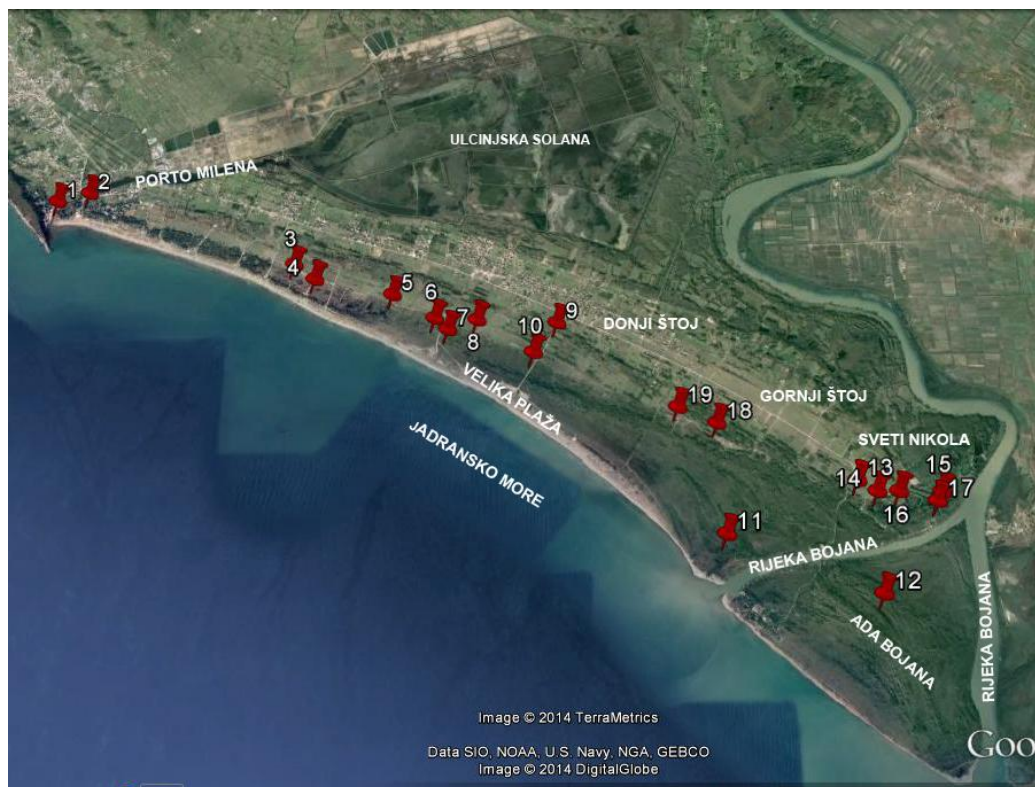 ULCINJSKA SOLANA
PORTO MILENA
1
2
3
4
5
6
7
8
9
10
DONJI ŠTOJ
VELIKA PLAŽA
JADRANSKO MORE
19
18
GORNJI ŠTOJ
SVETI NIKOLA
14
13
16
15
17
11
RIJEKA BOJANA
12
ADA BOJANA
RIJEKA BOJANA
Image © 2014 TerraMetrics
Data SIO, NOAA, U.S. Navy, NGA, GEBCO
Image © 2014 DigitalGlobe
Goo